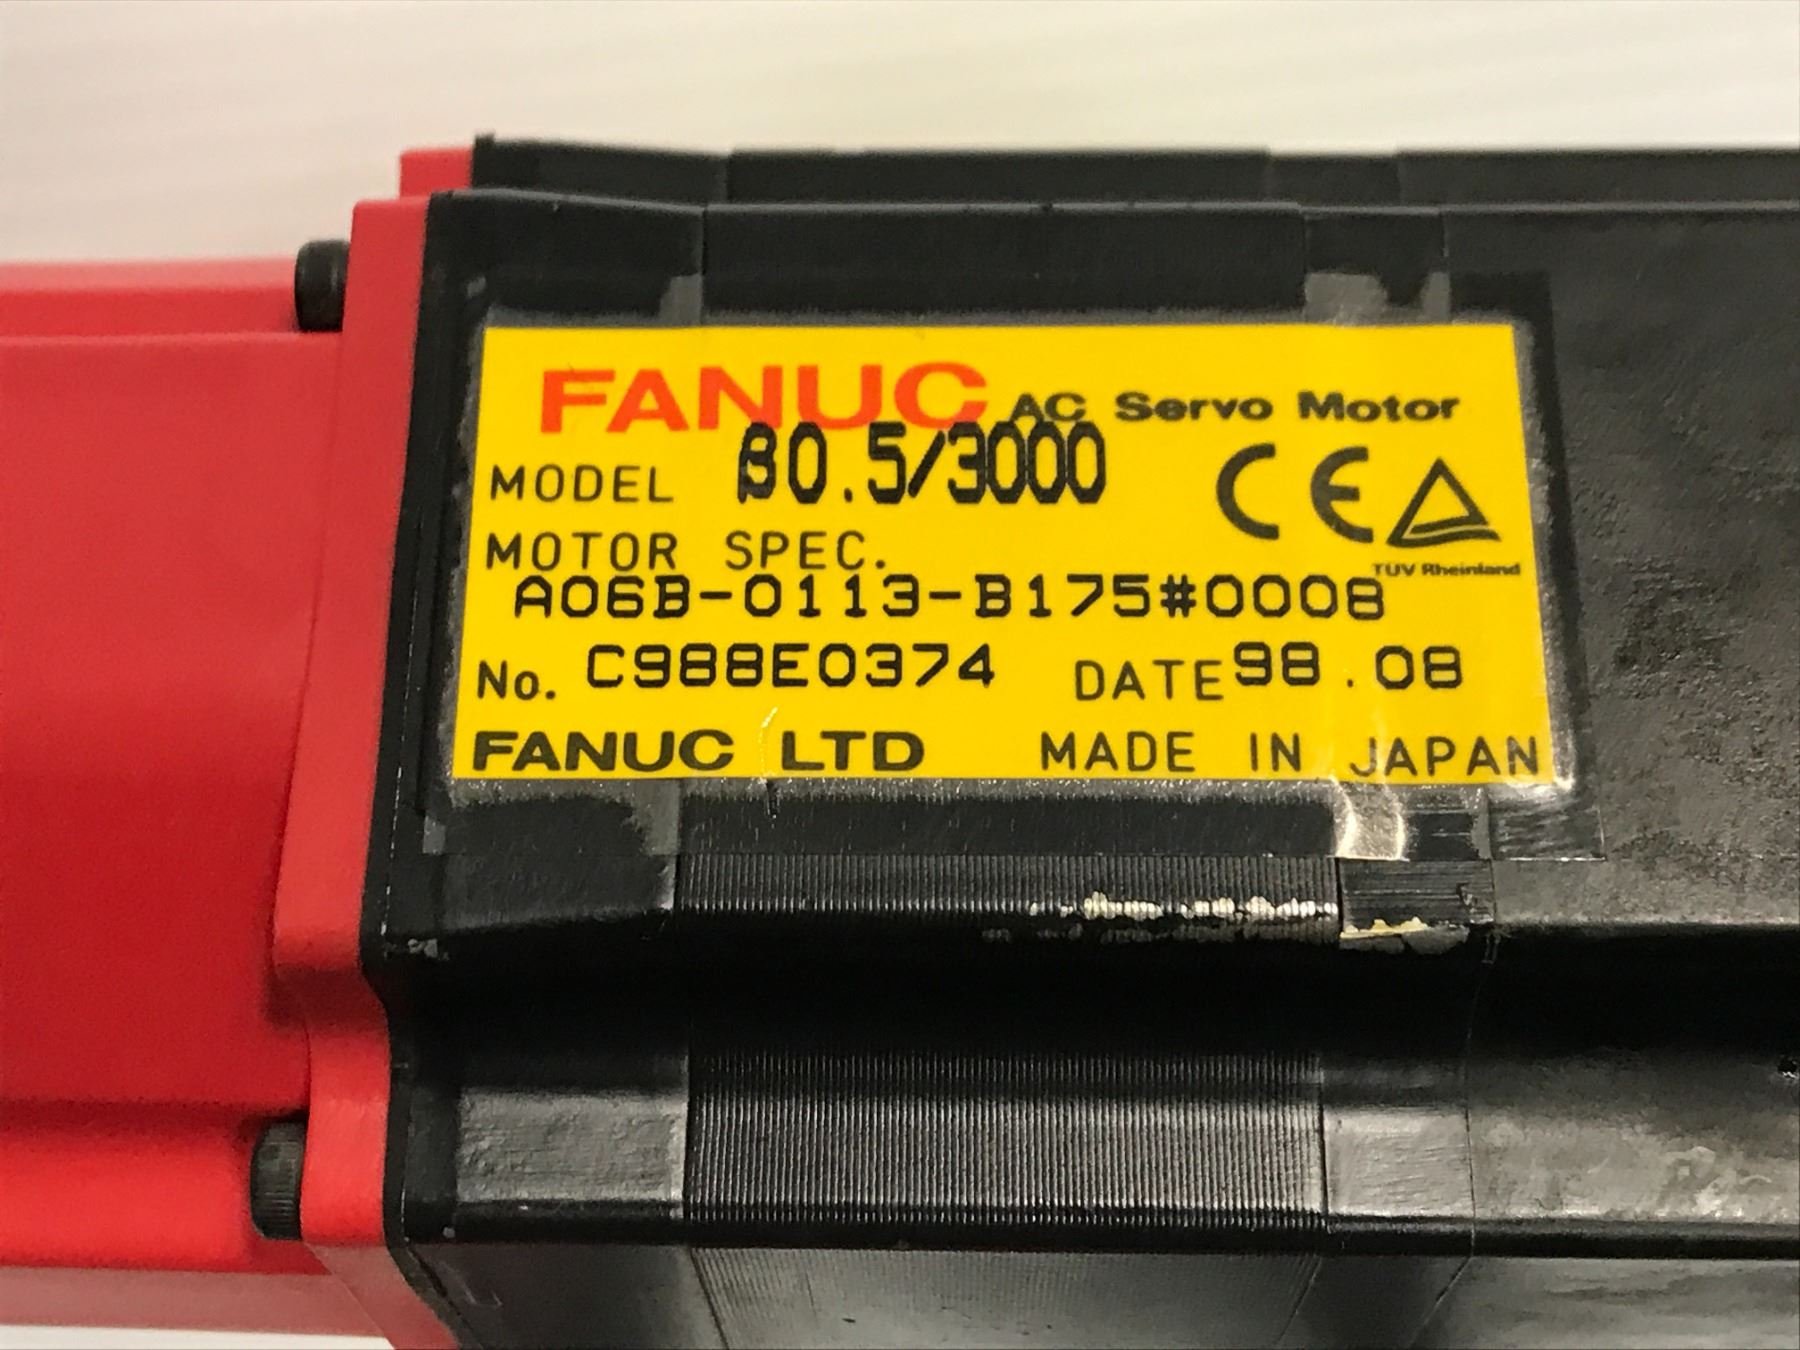 FANUC AC Servo Motor
MODEL β0.5/3000
CE
MOTOR SPEC.
TUV Rheinland
A06B-0113-B175#0008
No. C988E0374 DATE 98.08
FANUC LTD MADE IN JAPAN